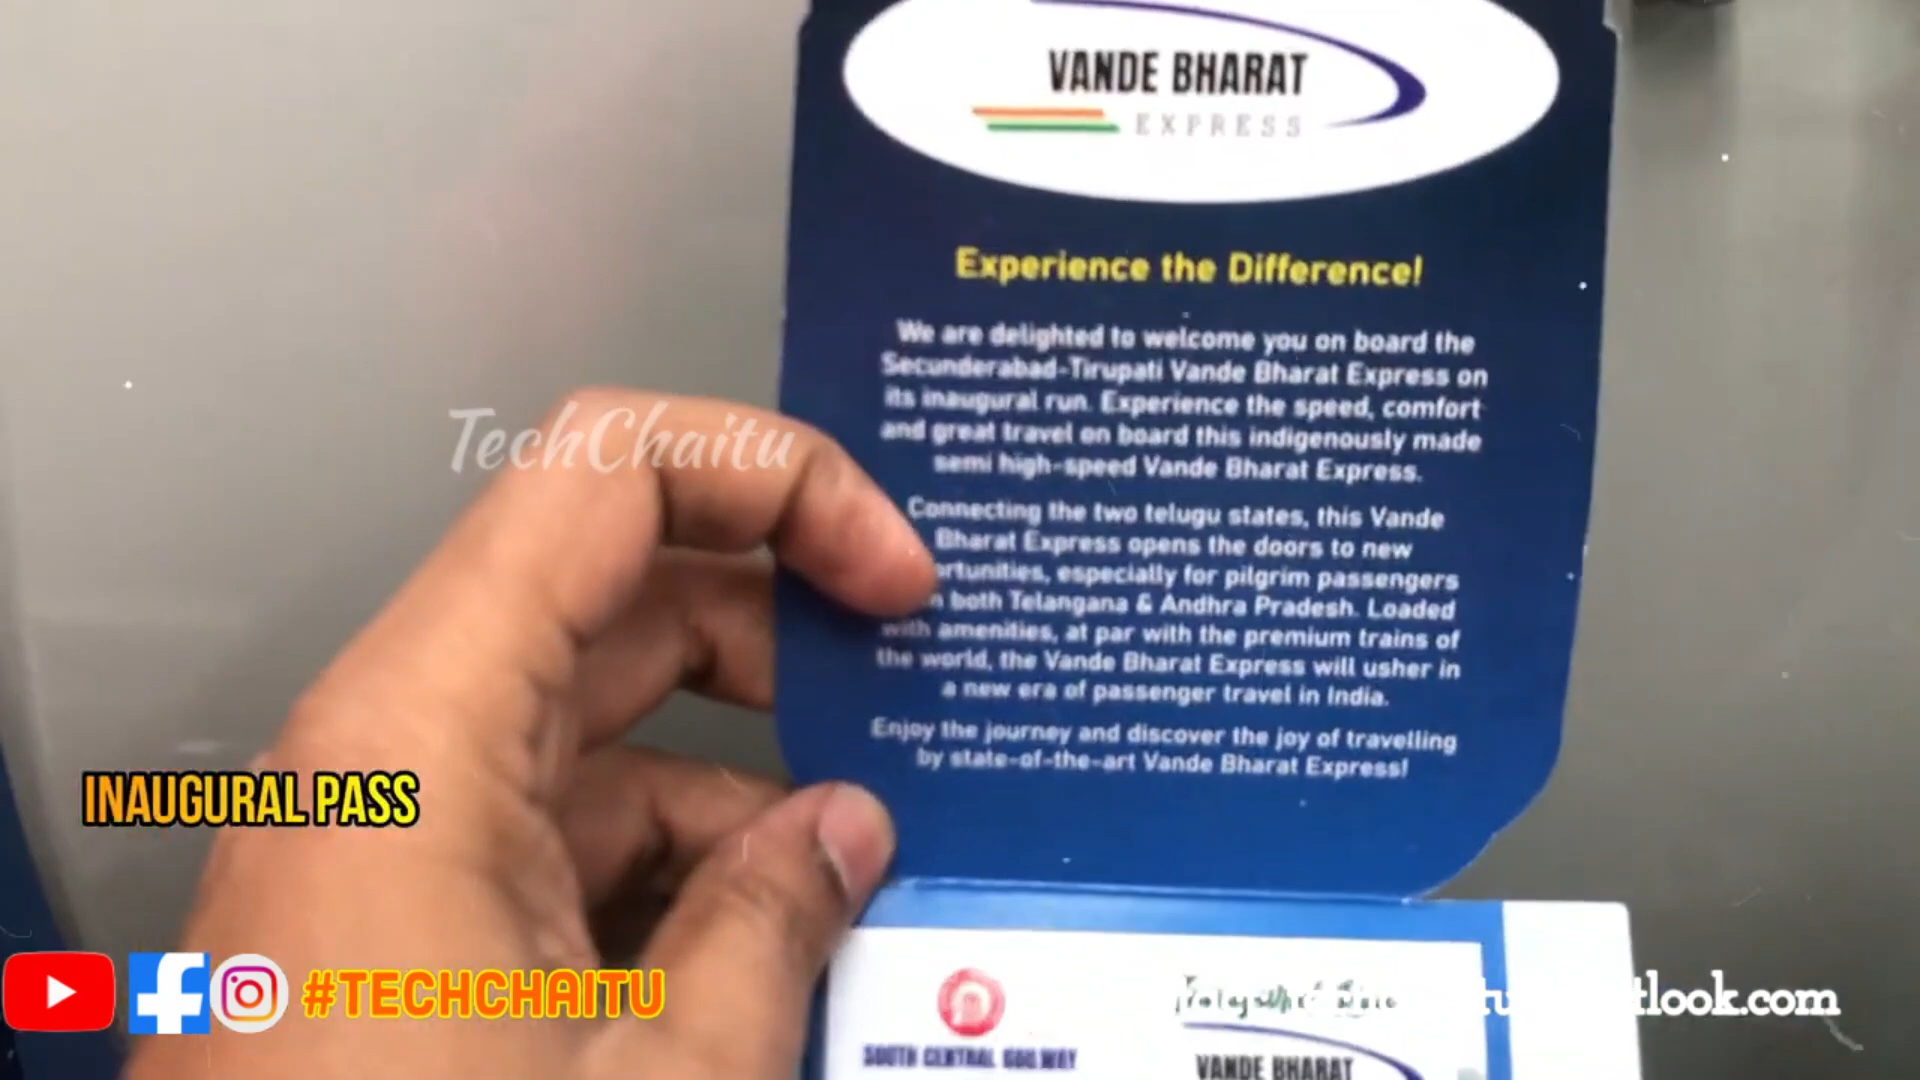 VANDE BHARAT
EXPRESS
Experience the Difference!
We are delighted to welcome you on board the
Secunderabad-Tirupati Vande Bharat Express on
its inaugural run. Experience the speed, comfort
and great travel on board this indigenously made
semi high-speed Vande Bharat Express.
Connecting the two telugu states, this Vande
Bharat Express opens the doors to new
ortunities, especially for pilgrim passengers
both Telangana & Andhra Pradesh. Loaded
with amenities, at par with the premium trains of
the world, the Vande Bharat Express will usher in
a new era of passenger travel in India.
Enjoy the journey and discover the joy of travelling
by state-of-the-art Vande Bharat Express!
TechChaitu
INAUGURAL PASS
#TECHCHAITU
tlook.com
SOUTH CENTRAL RAILWAY
VANDE BHARAT